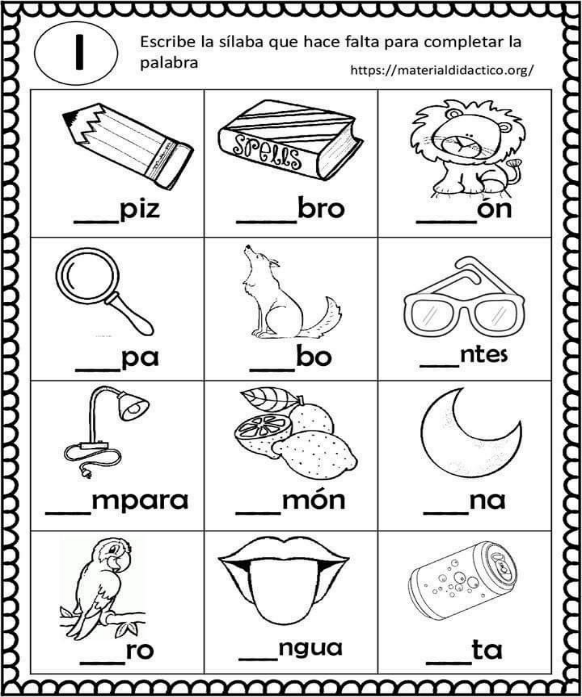 l
Escribe la sílaba que hace falta para completar la
palabra
https://materialdidactico.org/
spells
___piz
____bro
____ón
___pa
___bo
___ntes
___mpara
___món
___na
___ro
___ngua
___ta